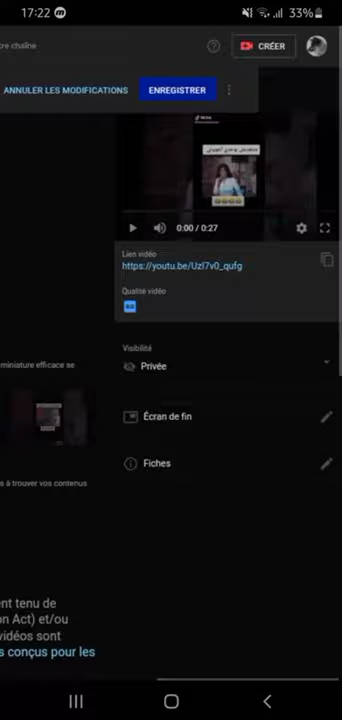 17:22
33%
tre chaîne
CRÉER
ANNULER LES MODIFICATIONS
ENREGISTRER
0:00 / 0:27
Lien vidéo
https://youtu.be/UzI7v0_qufg
Qualité vidéo
Visibilité
miniature efficace se
Privée
Écran de fin
Fiches
s à trouver vos contenus
ent tenu de
on Act) et/ou
vidéos sont
s conçus pour les